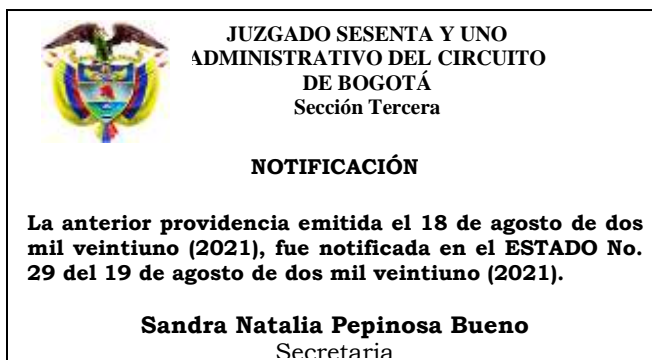 JUZGADO SESENTA Y UNO
ADMINISTRATIVO DEL CIRCUITO
DE BOGOTÁ
Sección Tercera
NOTIFICACIÓN
La anterior providencia emitida el 18 de agosto de dos
mil veintiuno (2021), fue notificada en el ESTADO No.
29 del 19 de agosto de dos mil veintiuno (2021).
Sandra Natalia Pepinosa Bueno
Secretaria